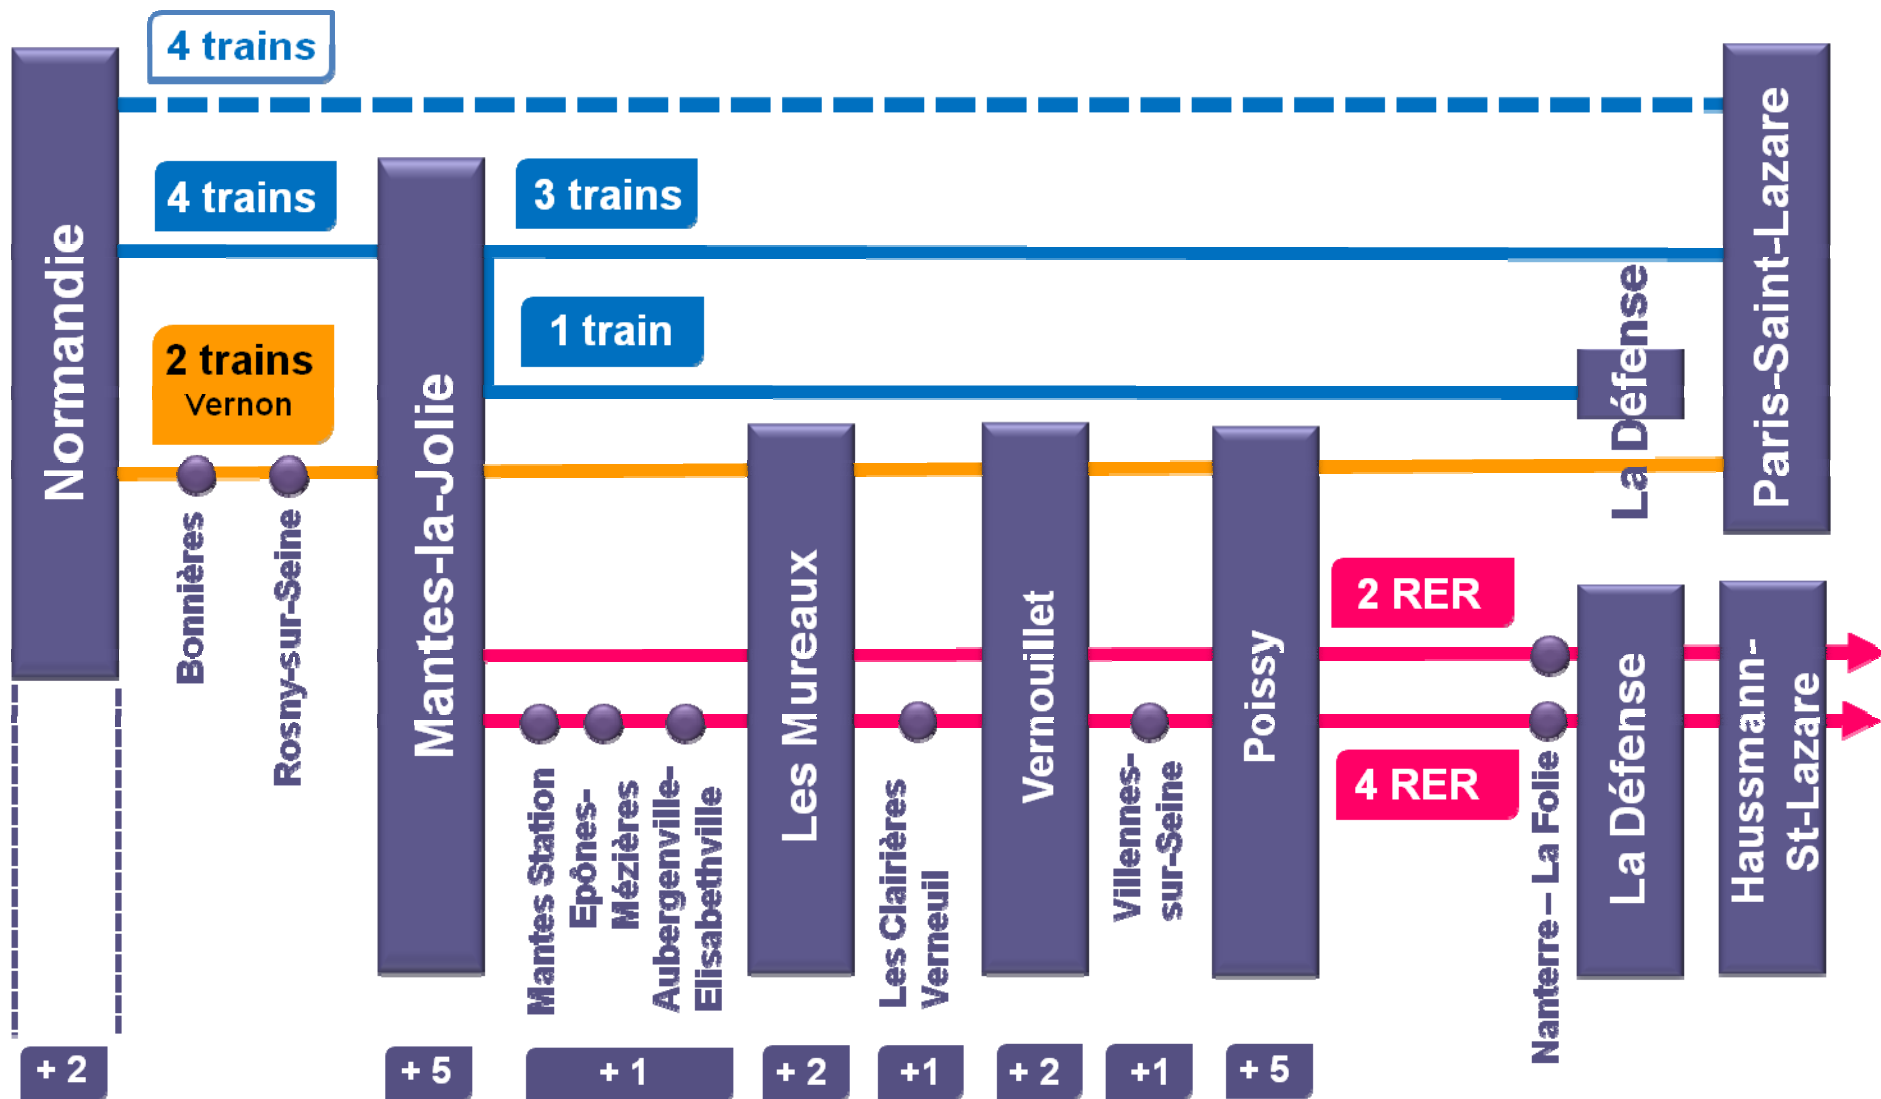 4 trains
4 trains
3 trains
1 train
2 trains
Vernon
Normandie
Bonnières
Rosny-sur-Seine
Mantes-la-Jolie
Mantes Station
Epônes-
Mézières
Aubergenville-
Elisabethville
Les Mureaux
Les Clairières
Verneuil
Vernouillet
Villennes-
sur-Seine
Poissy
2 RER
4 RER
Nanterre – La Folie
La Défense
La Défense
Paris-Saint-Lazare
Haussmann-
St-Lazare
+ 2
+ 5
+ 1
+ 2
+1
+ 2
+1
+ 5